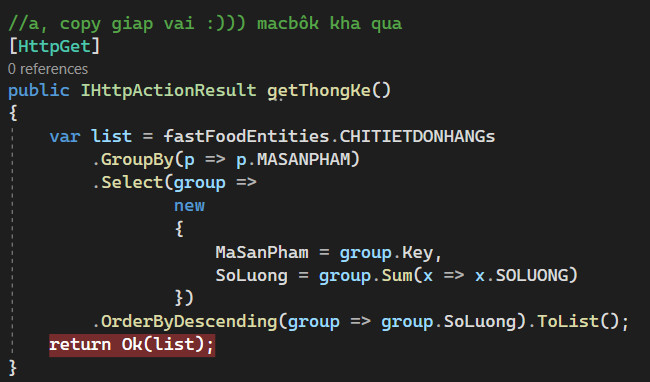 //a, copy giap vai :))) macbôk kha qua
[HttpGet]
0 references
public IHttpActionResult getThongKe()
{
var list = fastFoodEntities.CHITIETDONHANGs
.GroupBy(p => p.MASANPHAM)
.Select(group =>
new
{
MaSanPham = group.Key,
SoLuong = group.Sum(x => x.SOLUONG)
})
.OrderByDescending(group => group.SoLuong).ToList();
return Ok(list);
}